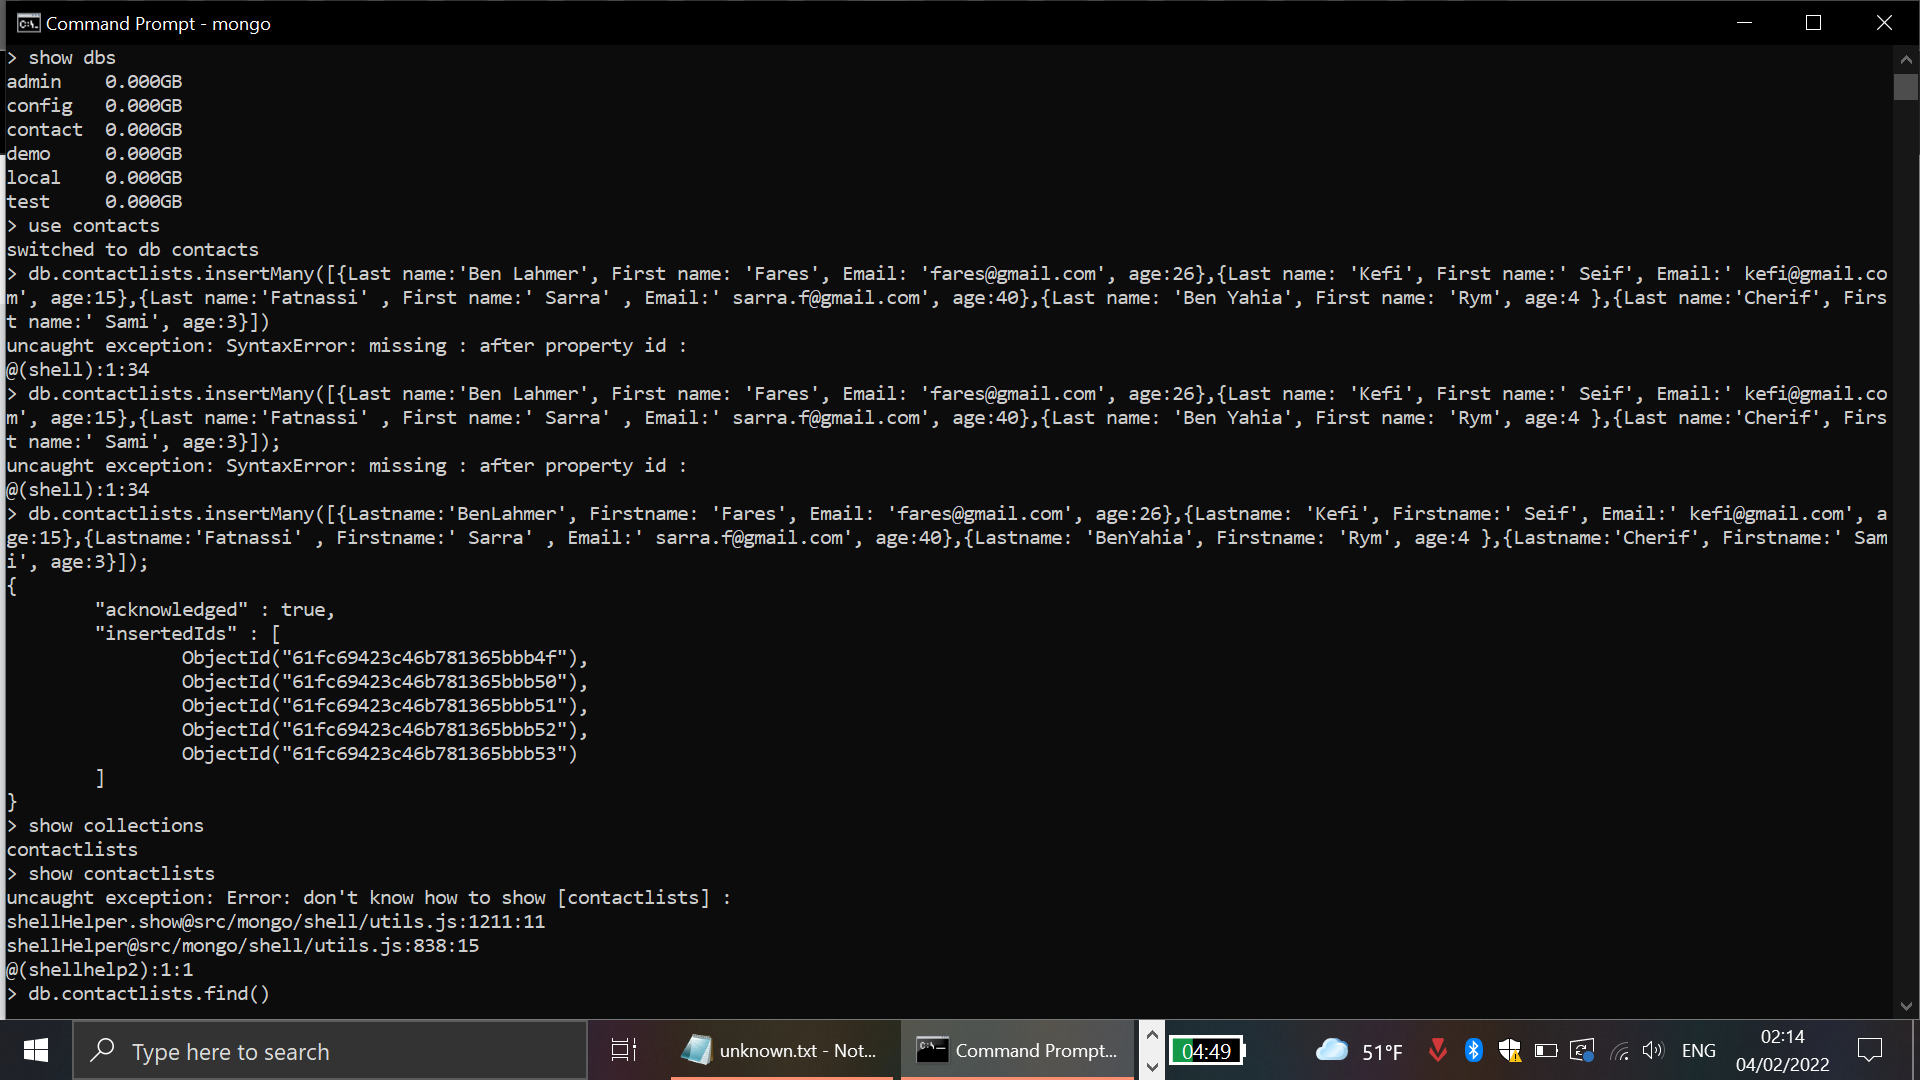 Command Prompt - mongo
> show dbs
admin    0.000GB
config   0.000GB
contact  0.000GB
demo     0.000GB
local    0.000GB
test     0.000GB
> use contacts
switched to db contacts
> db.contactlists.insertMany([{Last name:'Ben Lahmer', First name: 'Fares', Email: 'fares@gmail.com', age:26},{Last name: 'Kefi', First name:' Seif', Email:' kefi@gmail.co
m', age:15},{Last name:'Fatnassi' , First name:' Sarra' , Email:' sarra.f@gmail.com', age:40},{Last name: 'Ben Yahia', First name: 'Rym', age:4 },{Last name:'Cherif', Firs
t name:' Sami', age:3}])
uncaught exception: SyntaxError: missing : after property id :
@(shell):1:34
> db.contactlists.insertMany([{Last name:'Ben Lahmer', First name: 'Fares', Email: 'fares@gmail.com', age:26},{Last name: 'Kefi', First name:' Seif', Email:' kefi@gmail.co
m', age:15},{Last name:'Fatnassi' , First name:' Sarra' , Email:' sarra.f@gmail.com', age:40},{Last name: 'Ben Yahia', First name: 'Rym', age:4 },{Last name:'Cherif', Firs
t name:' Sami', age:3}]);
uncaught exception: SyntaxError: missing : after property id :
@(shell):1:34
> db.contactlists.insertMany([{Lastname:'BenLahmer', Firstname: 'Fares', Email: 'fares@gmail.com', age:26},{Lastname: 'Kefi', Firstname:' Seif', Email:' kefi@gmail.com', a
ge:15},{Lastname:'Fatnassi' , Firstname:' Sarra' , Email:' sarra.f@gmail.com', age:40},{Lastname: 'BenYahia', Firstname: 'Rym', age:4 },{Lastname:'Cherif', Firstname:' Sam
i', age:3}]);
{
        "acknowledged" : true,
        "insertedIds" : [
                ObjectId("61fc69423c46b781365bbb4f"),
                ObjectId("61fc69423c46b781365bbb50"),
                ObjectId("61fc69423c46b781365bbb51"),
                ObjectId("61fc69423c46b781365bbb52"),
                ObjectId("61fc69423c46b781365bbb53")
        ]
}
> show collections
contactlists
> show contactlists
uncaught exception: Error: don't know how to show [contactlists] :
shellHelper.show@src/mongo/shell/utils.js:1211:11
shellHelper@src/mongo/shell/utils.js:838:15
@(shellhelp2):1:1
> db.contactlists.find()
Type here to search
unknown.txt - Not...
Command Prompt...
04:49
51°F
ENG
02:14
04/02/2022